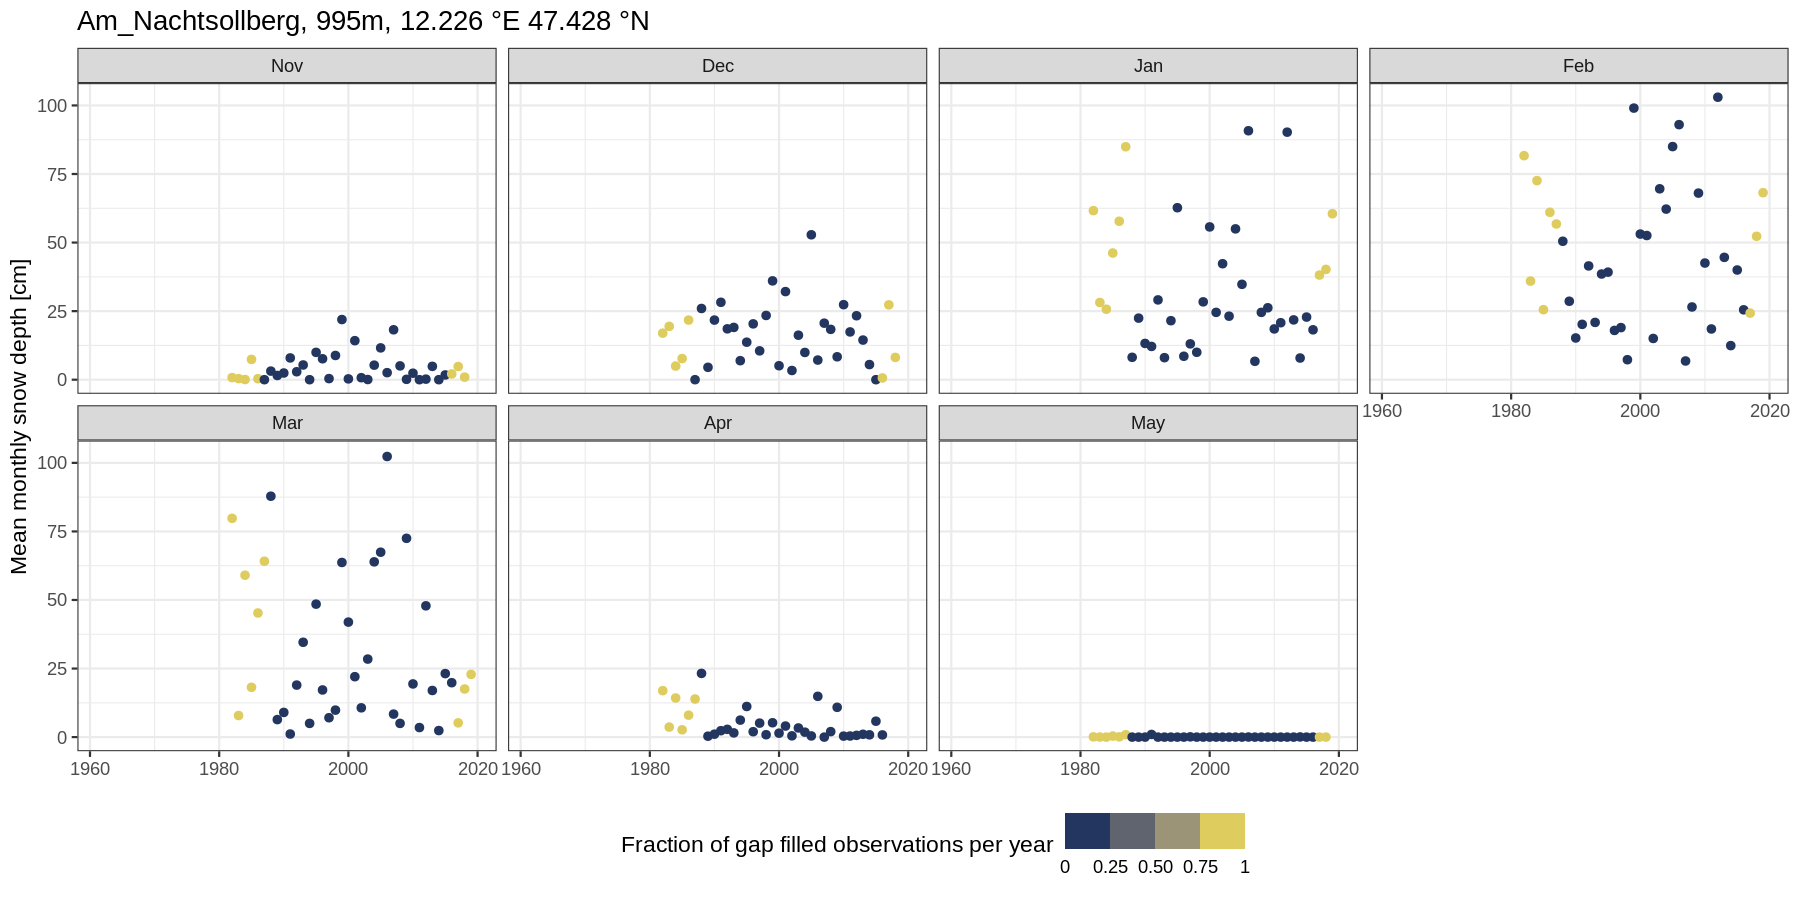 Am_Nachtsollberg, 995m, 12.226 °E 47.428 °N
Nov Dec Jan Feb
100
75
50
25
0
1960 1980 2000 2020
Mean monthly snow depth [cm]
Mar Apr May
100
75
50
25
0
1960 1980 2000 2020 1960 1980 2000 2020 1960 1980 2000 2020
Fraction of gap filled observations per year
0 0.25 0.50 0.75 1